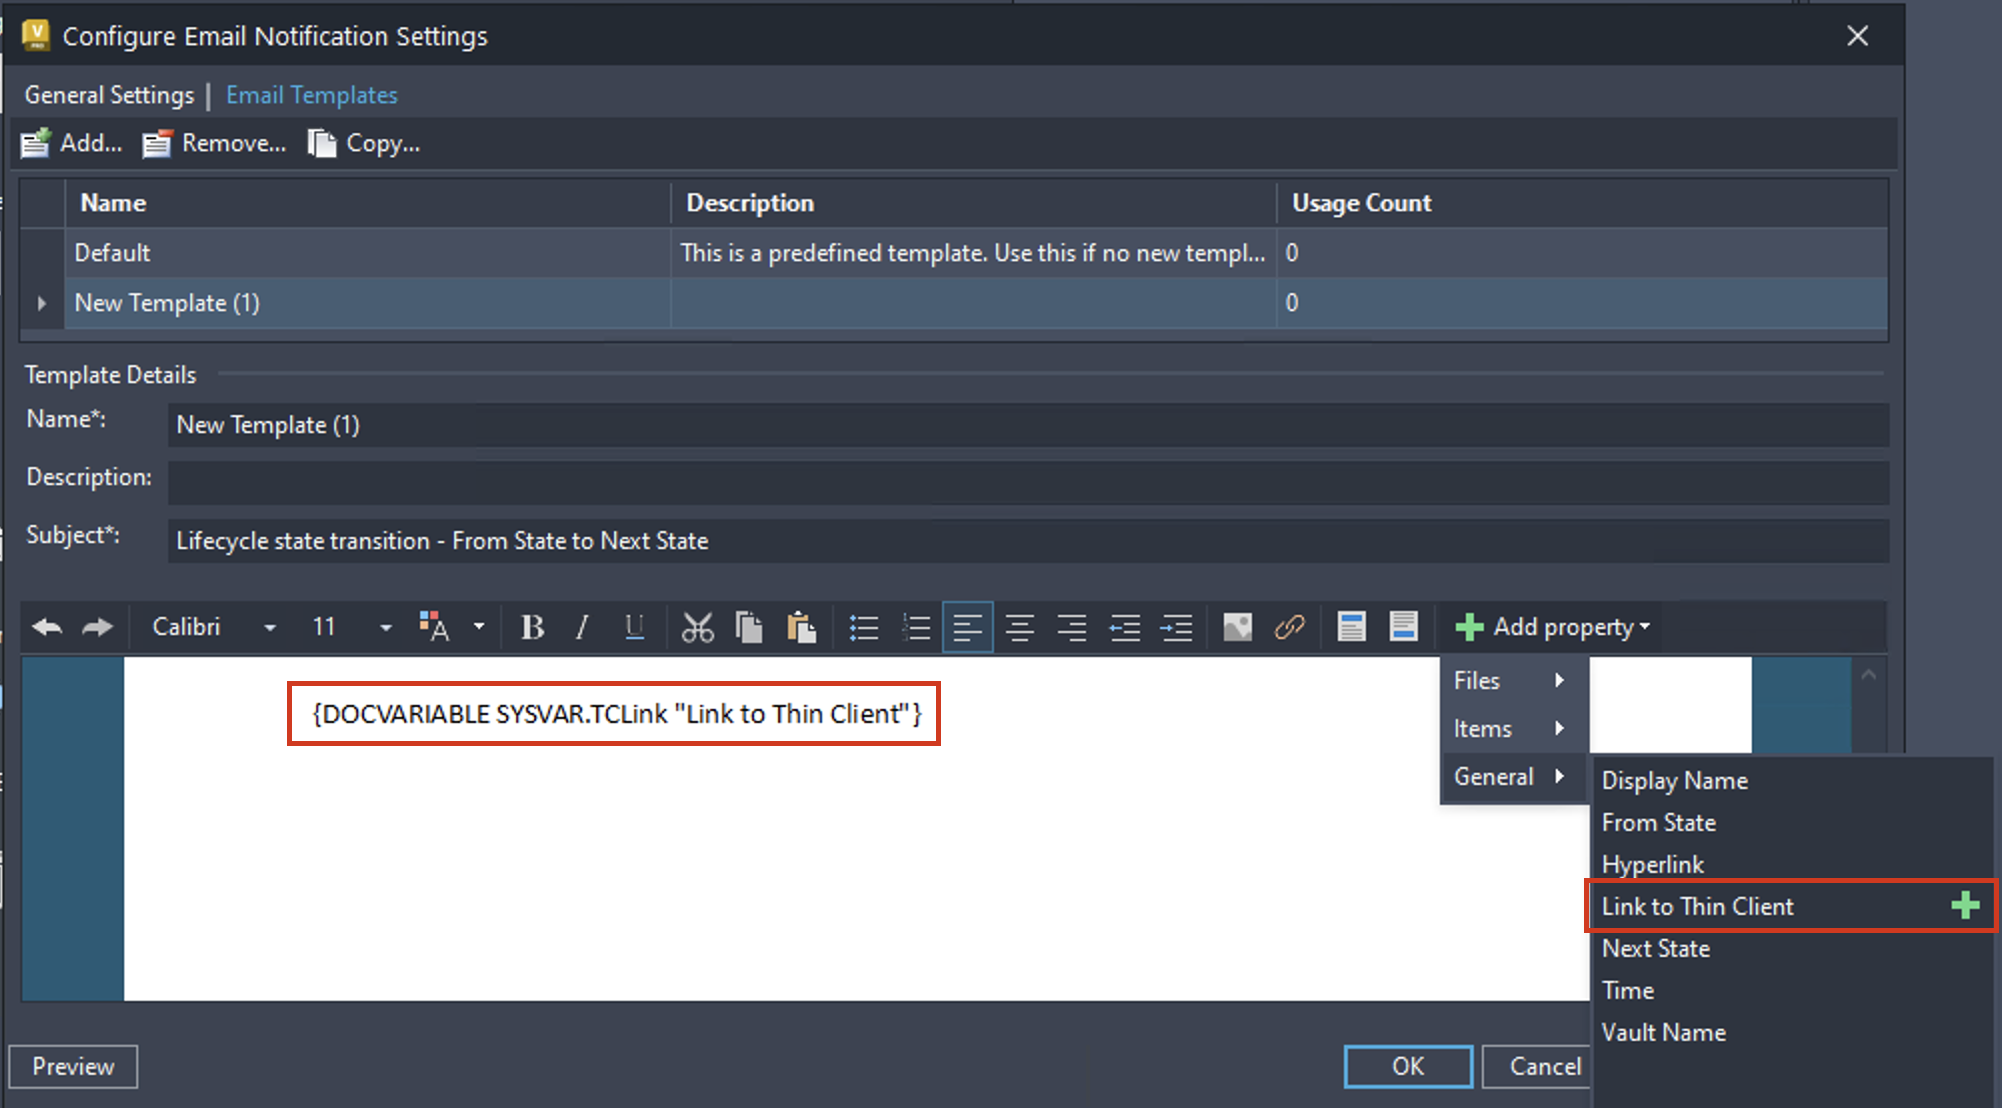 Configure Email Notification Settings
General Settings | Email Templates
Add... Remove... Copy...
Name Description Usage Count
Default This is a predefined template. Use this if no new templ... 0
New Template (1) 0
Template Details
Name*: New Template (1)
Description:
Subject*: Lifecycle state transition - From State to Next State
Calibri 11 A B I U Add property
{DOCVARIABLE SYSVAR.TCLink "Link to Thin Client"}
Files
Items
General
Display Name
From State
Hyperlink
Link to Thin Client
Next State
Time
Vault Name
Preview OK Cancel